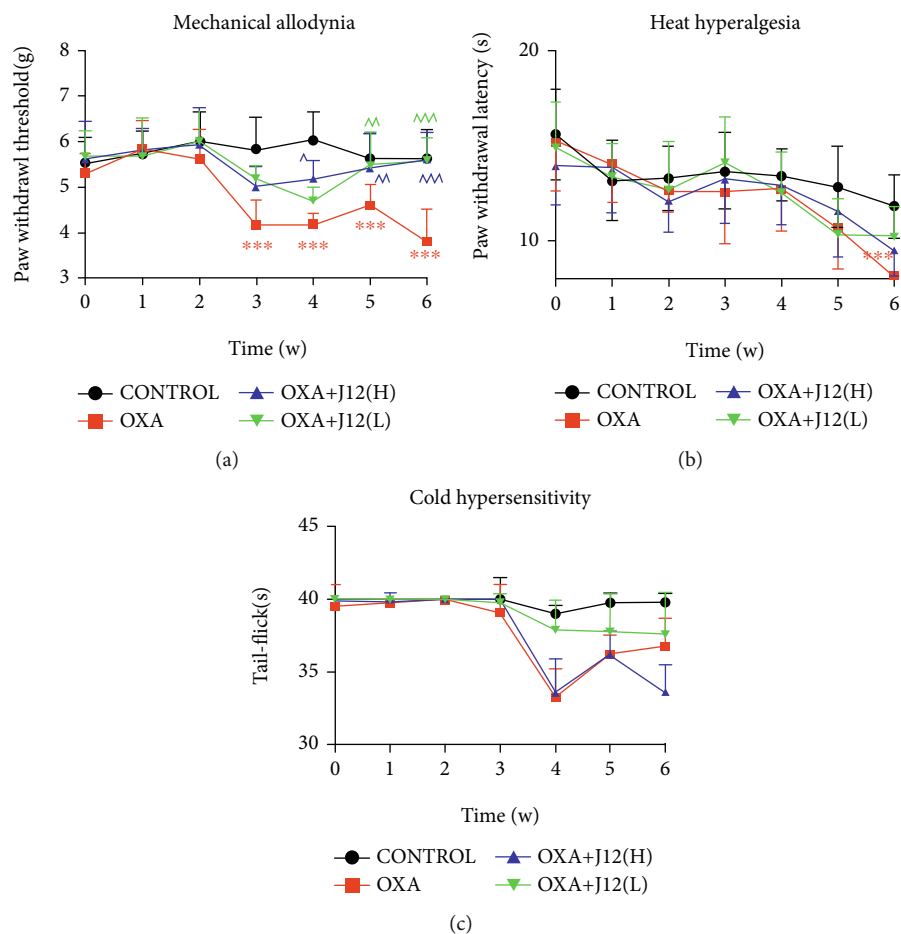 (a)
Mechanical allodynia
Paw withdrawl threshold(g)
8
7
6
5
4
3
^
^^
^^^^
^^
^^^
***
***
***
***
0 1 2 3 4 5 6
Time (w)
CONTROL
OXA+J12(H)
OXA
OXA+J12(L)
(a)
(b)
Heat hyperalgesia
Paw withdrawal latency (s)
20
10
***
0 1 2 3 4 5 6
Time (w)
CONTROL
OXA+J12(H)
OXA
OXA+J12(L)
(b)
Cold hypersensitivity
Tail-flick(s)
45
40
35
30
0 1 2 3 4 5 6
Time (w)
CONTROL
OXA+J12(H)
OXA
OXA+J12(L)
(c)